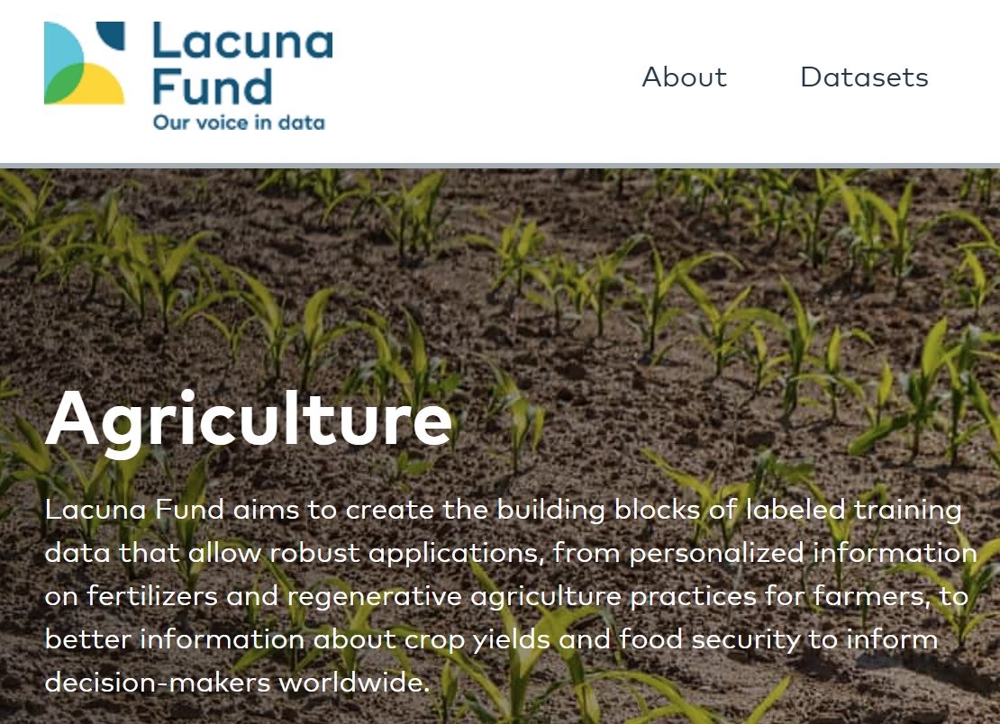 Lacuna
Fund
Our voice in data
About
Datasets
Agriculture
Lacuna Fund aims to create the building blocks of labeled training
data that allow robust applications, from personalized information
on fertilizers and regenerative agriculture practices for farmers, to
better information about crop yields and food security to inform
decision-makers worldwide.